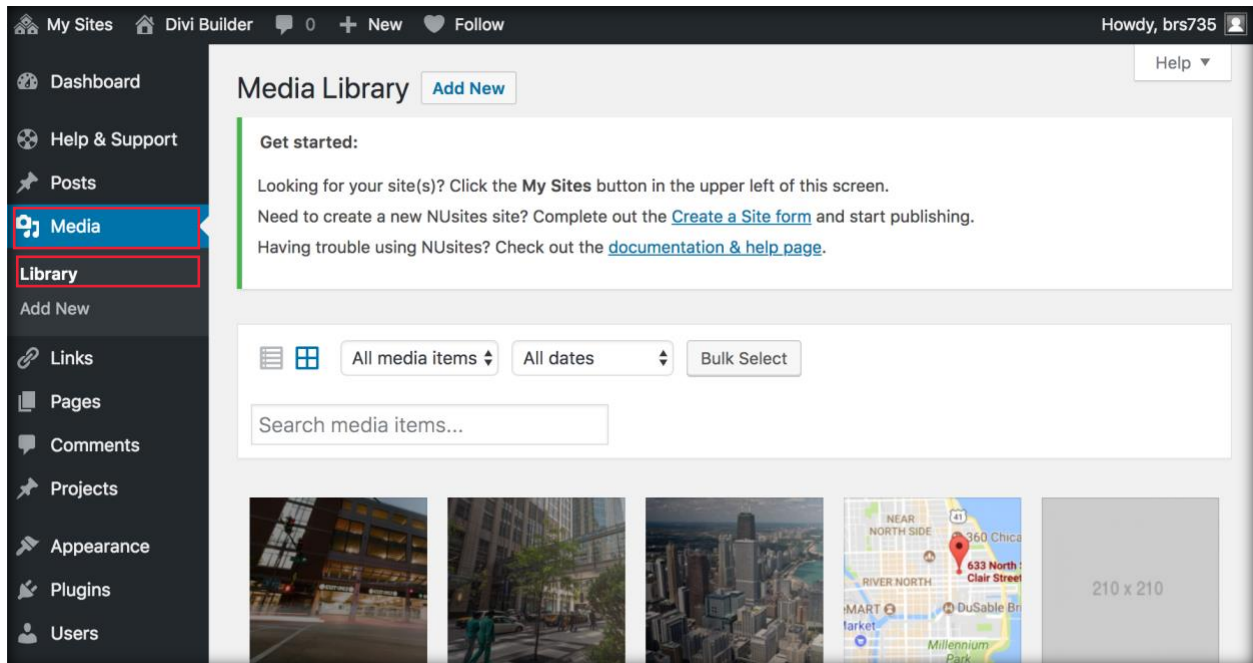 My Sites Divi Builder 0 New Follow Howdy, brs735
Help
Dashboard
Help & Support
Posts
Media
Library
Add New
Links
Pages
Comments
Projects
Appearance
Plugins
Users
Media Library Add New
Get started:
Looking for your site(s)? Click the My Sites button in the upper left of this screen.
Need to create a new NUsites site? Complete out the Create a Site form and start publishing.
Having trouble using NUsites? Check out the documentation & help page.
All media items All dates Bulk Select
Search media items...
NEAR
NORTH SIDE
41
360 Chica
633 North
Clair Street
RIVER NORTH
MART
DuSable Br
Market
Millennium
Park
210 x 210